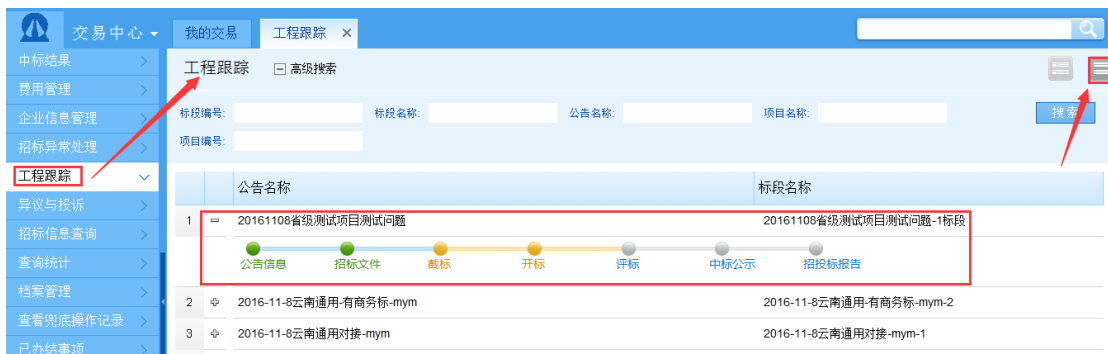 交易中心
我的交易
工程跟踪
中标结果
费用管理
企业信息管理
招标异常处理
工程跟踪
异议与投诉
招标信息查询
查询统计
档案管理
查看兜底操作记录
已办结事项
工程跟踪 高级搜索
标段编号: 标段名称: 公告名称: 项目名称: 搜索
项目编号:
公告名称 标段名称
1 20161108省级测试项目测试问题 20161108省级测试项目测试问题-1标段
公告信息 招标文件 截标 开标 评标 中标公示 招投标报告
2 2016-11-8云南通用-有商务标-mym 2016-11-8云南通用-有商务标-mym-2
3 2016-11-8云南通用对接-mym 2016-11-8云南通用对接-mym-1